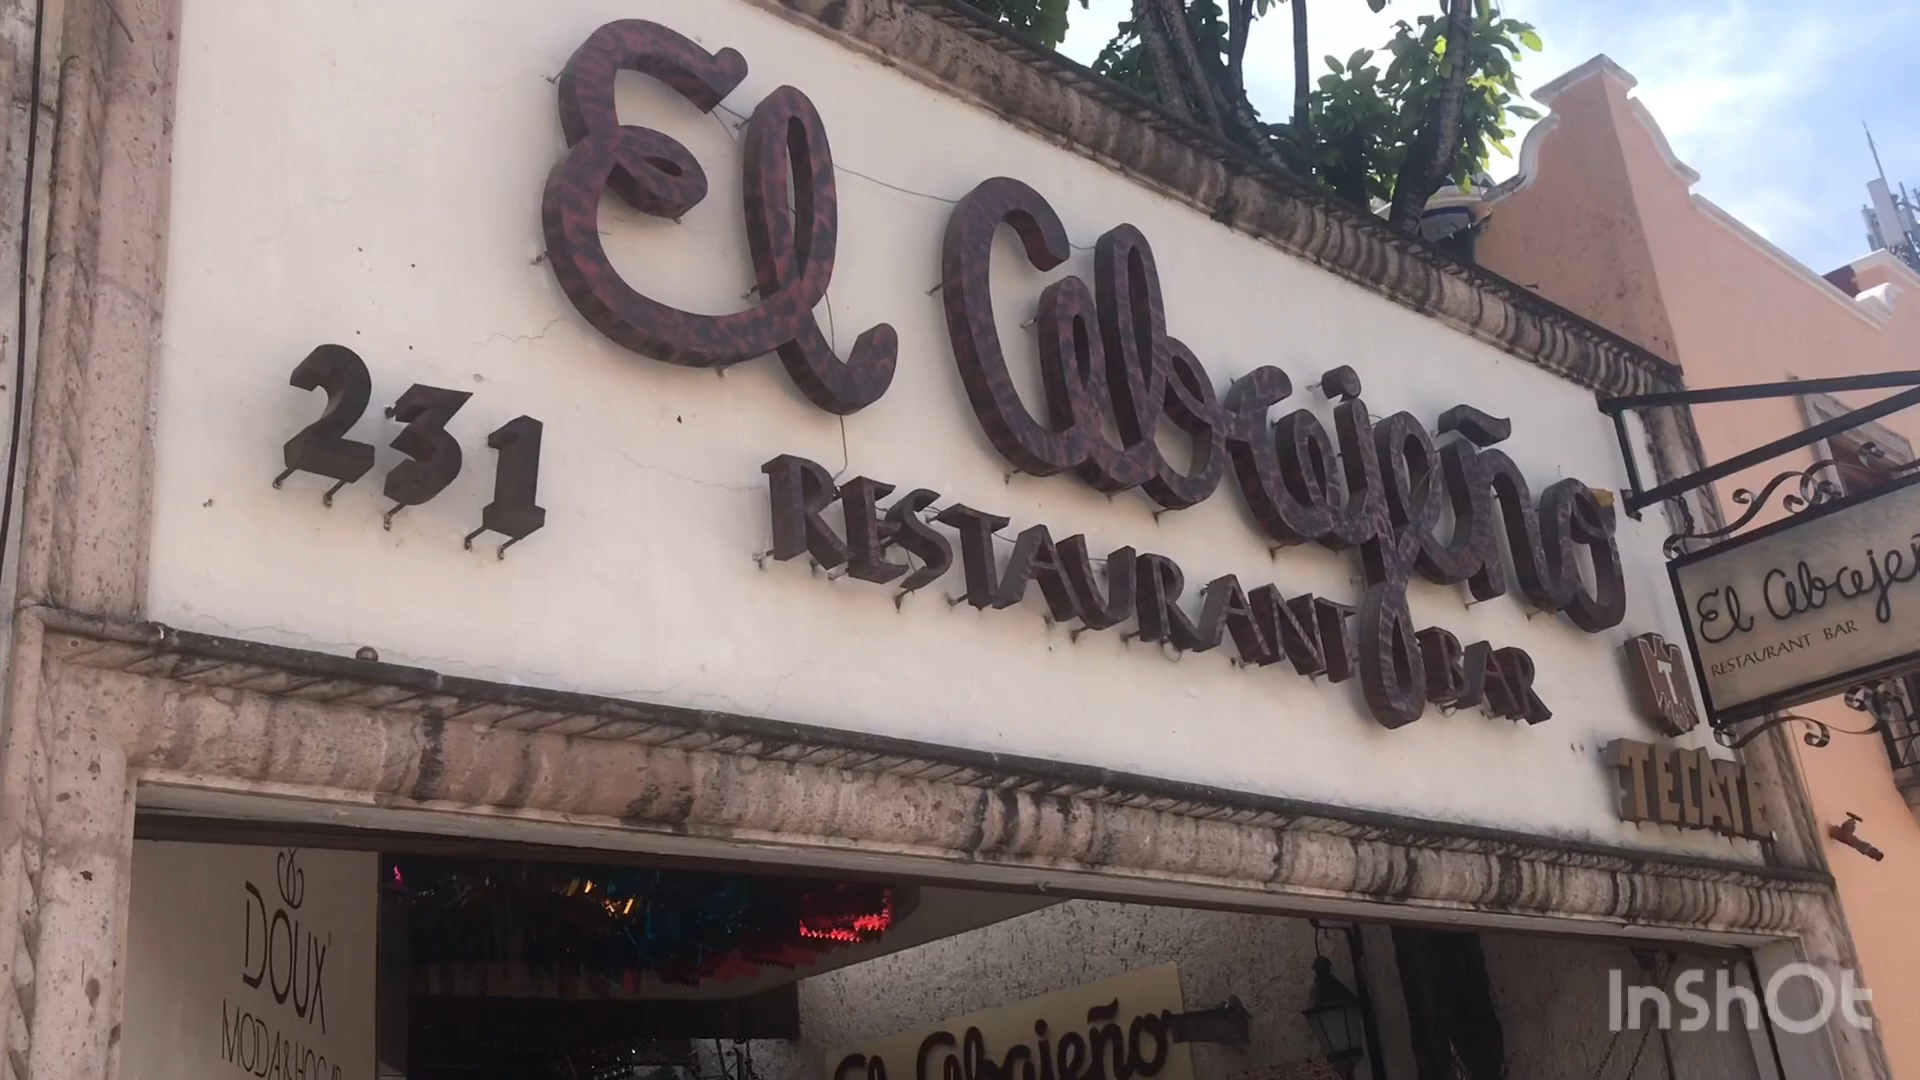 El Abajeño
231
RESTAURANT BAR
TECATE
El Abajeñ
RESTAURANT BAR
DOUX
MODA & HOGAR
El Abajeño
InShOt